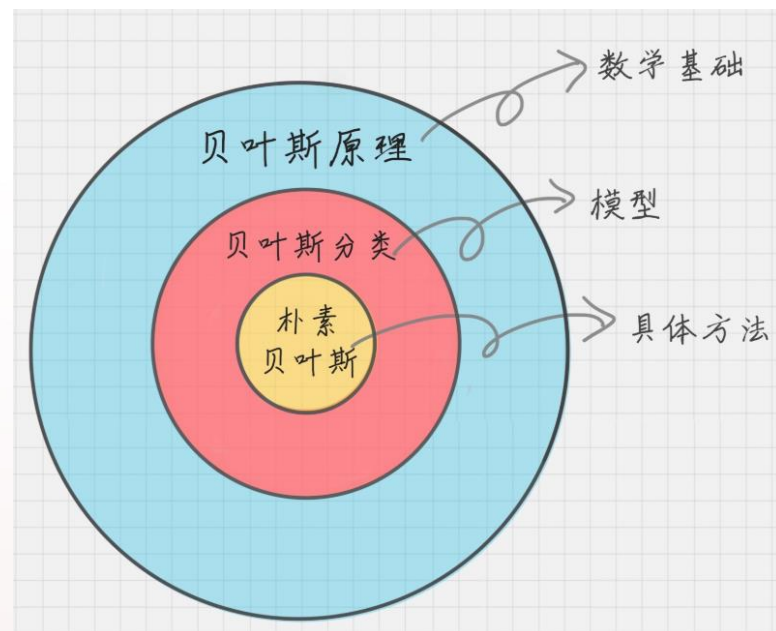 数学基础
贝叶斯原理
模型
贝叶斯分类
朴素
贝叶斯
具体方法